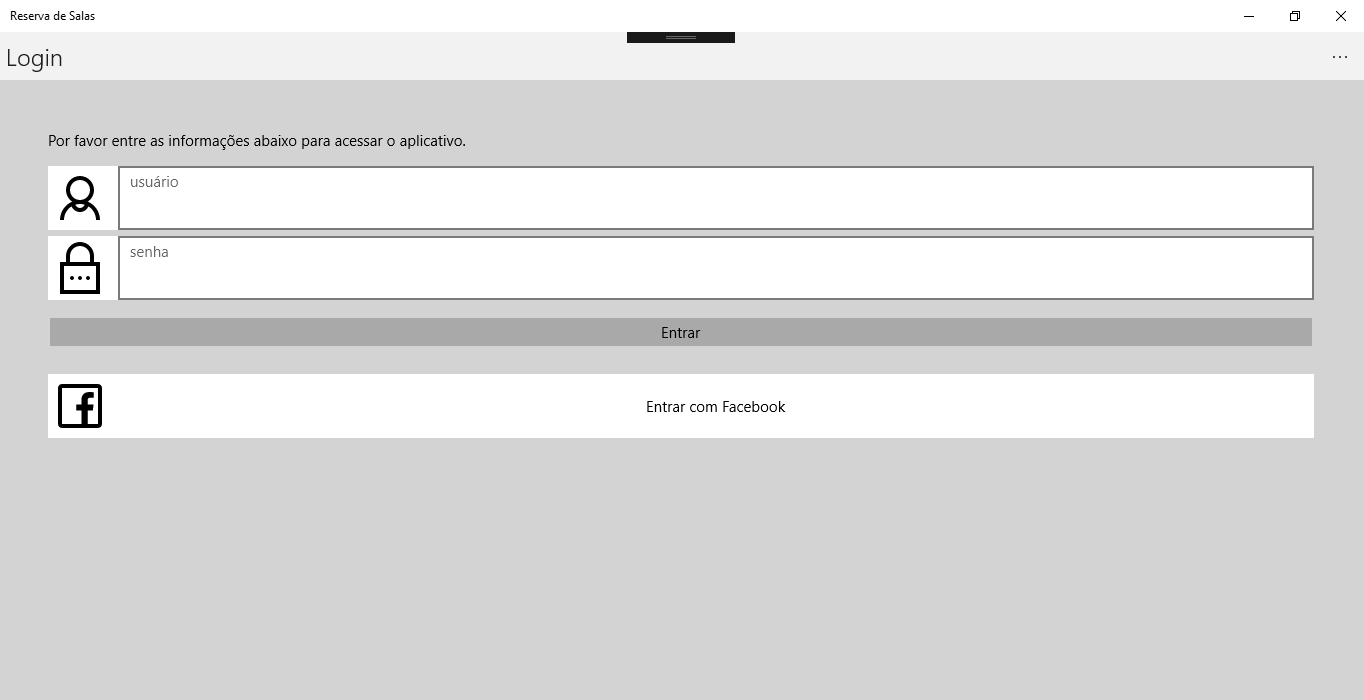 Reserva de Salas
Login
Por favor entre as informações abaixo para acessar o aplicativo.
usuário
senha
Entrar
Entrar com Facebook